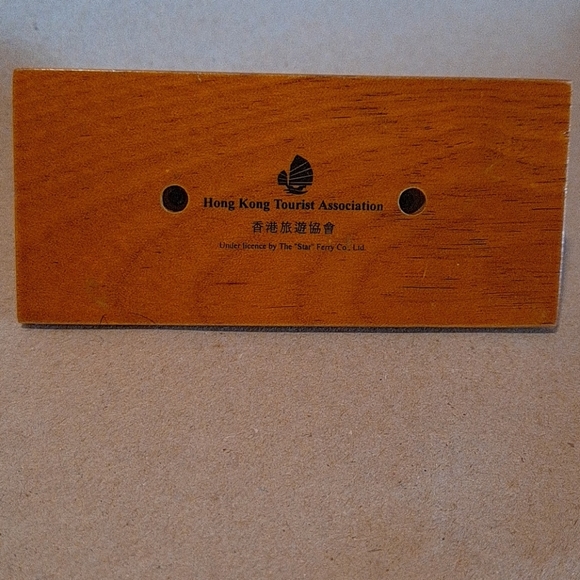 Hong Kong Tourist Association
香港旅遊協會
Under licence by The "Star" Ferry Co., Ltd.